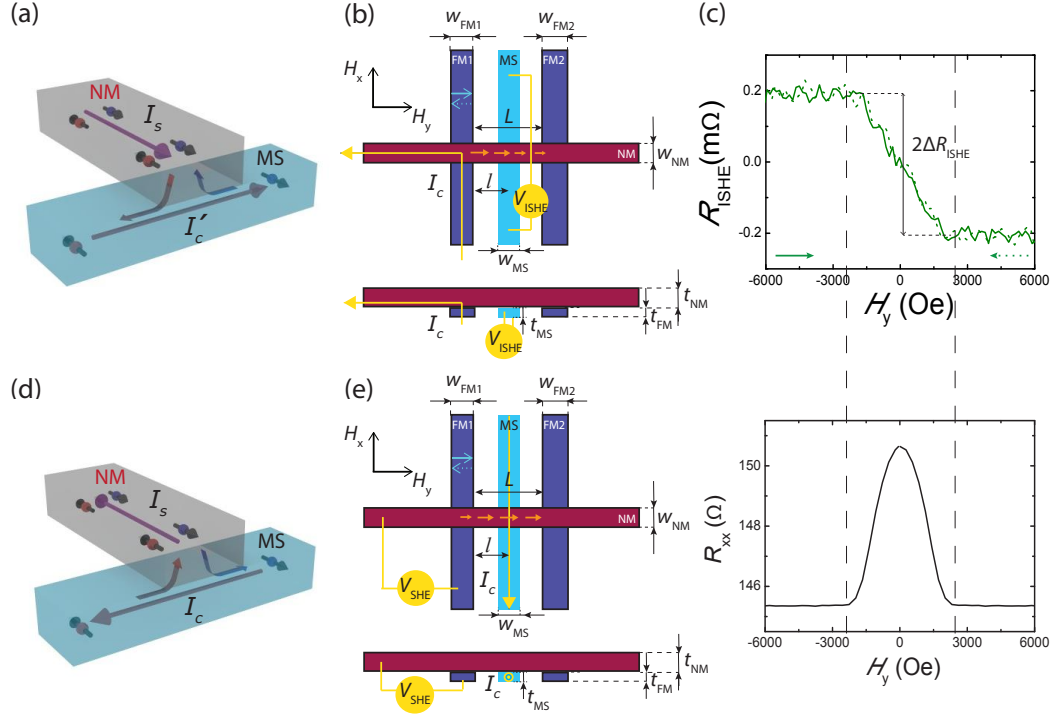 (a)
NM
I_s
MS
I_c′
(b)
w_FM1
w_FM2
FM1
MS
FM2
H_x
H_y
L
NM
w_NM
I_c
l
V_ISHE
w_MS
t_NM
I_c
t_MS
t_FM
V_ISHE
(c)
R_ISHE (mΩ)
0.2
0.0
-0.2
2ΔR_ISHE
-6000 -3000 0 3000 6000
H_y (Oe)
(d)
NM
I_s
MS
I_c
(e)
w_FM1
w_FM2
FM1
MS
FM2
H_x
H_y
L
NM
w_NM
l
I_c
V_SHE
w_MS
t_NM
V_SHE
I_c
t_MS
t_FM
R_xx (Ω)
150
148
146
-6000 -3000 0 3000 6000
H_y (Oe)